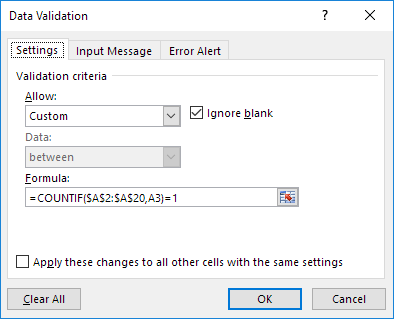 Data Validation ?
Settings Input Message Error Alert
Validation criteria
Allow:
Custom Ignore blank
Data:
between
Formula:
=COUNTIF($A$2:$A$20,A3)=1
Apply these changes to all other cells with the same settings
Clear All OK Cancel